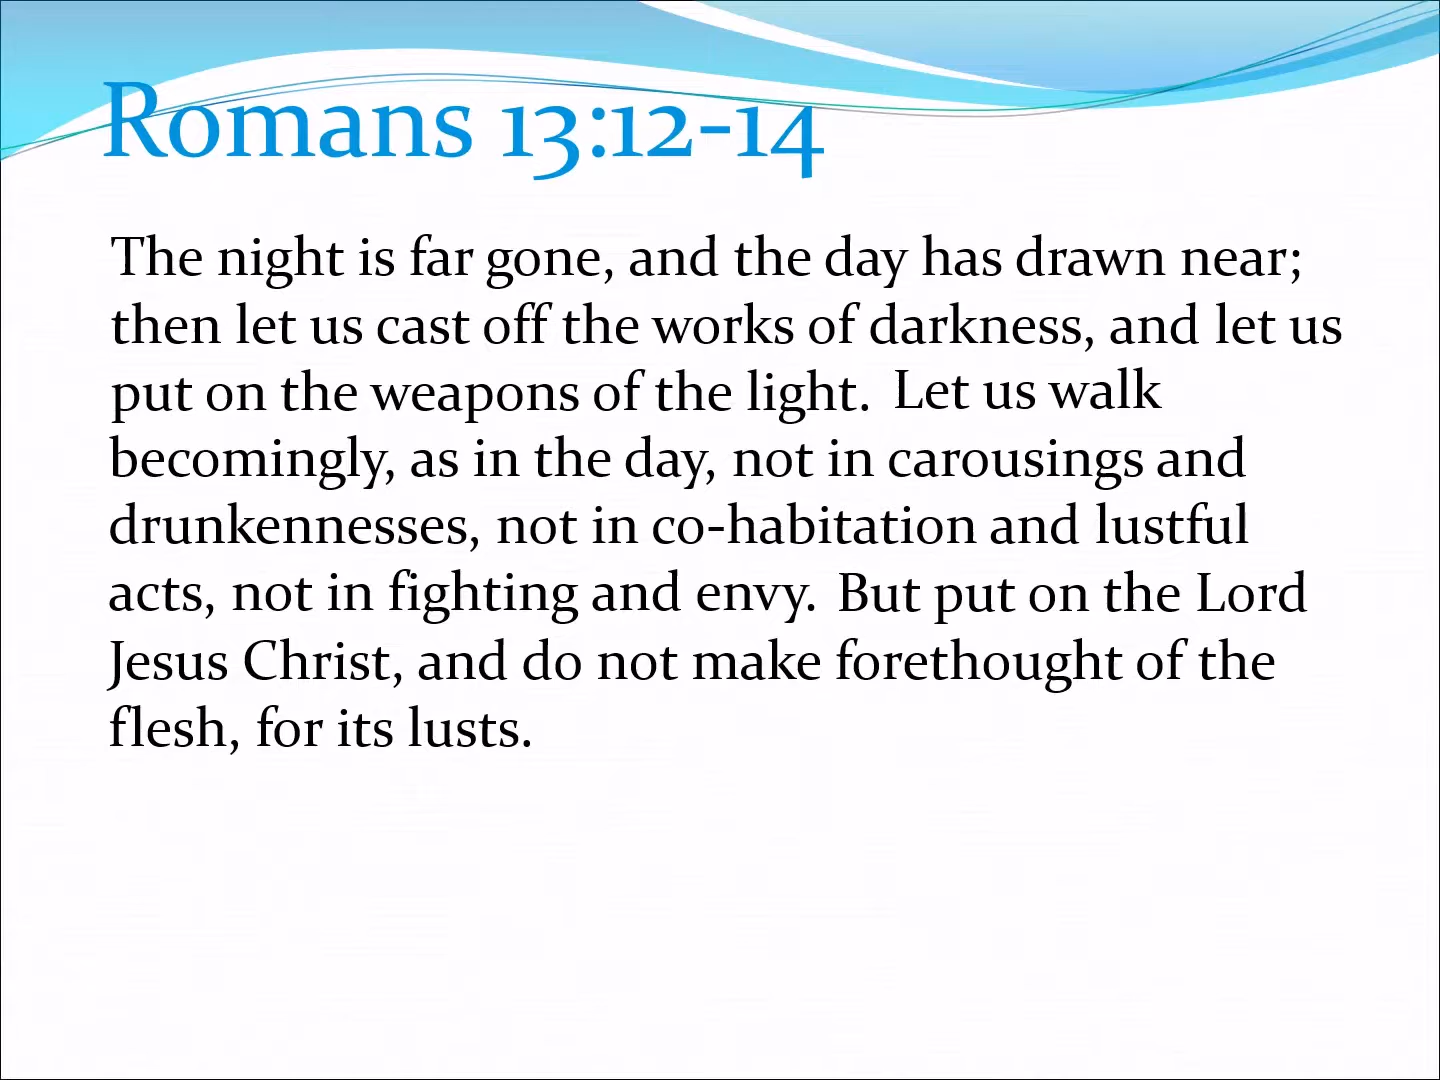 Romans 13:12-14
The night is far gone, and the day has drawn near;
then let us cast off the works of darkness, and let us
put on the weapons of the light. Let us walk
becomingly, as in the day, not in carousings and
drunkennesses, not in co-habitation and lustful
acts, not in fighting and envy. But put on the Lord
Jesus Christ, and do not make forethought of the
flesh, for its lusts.